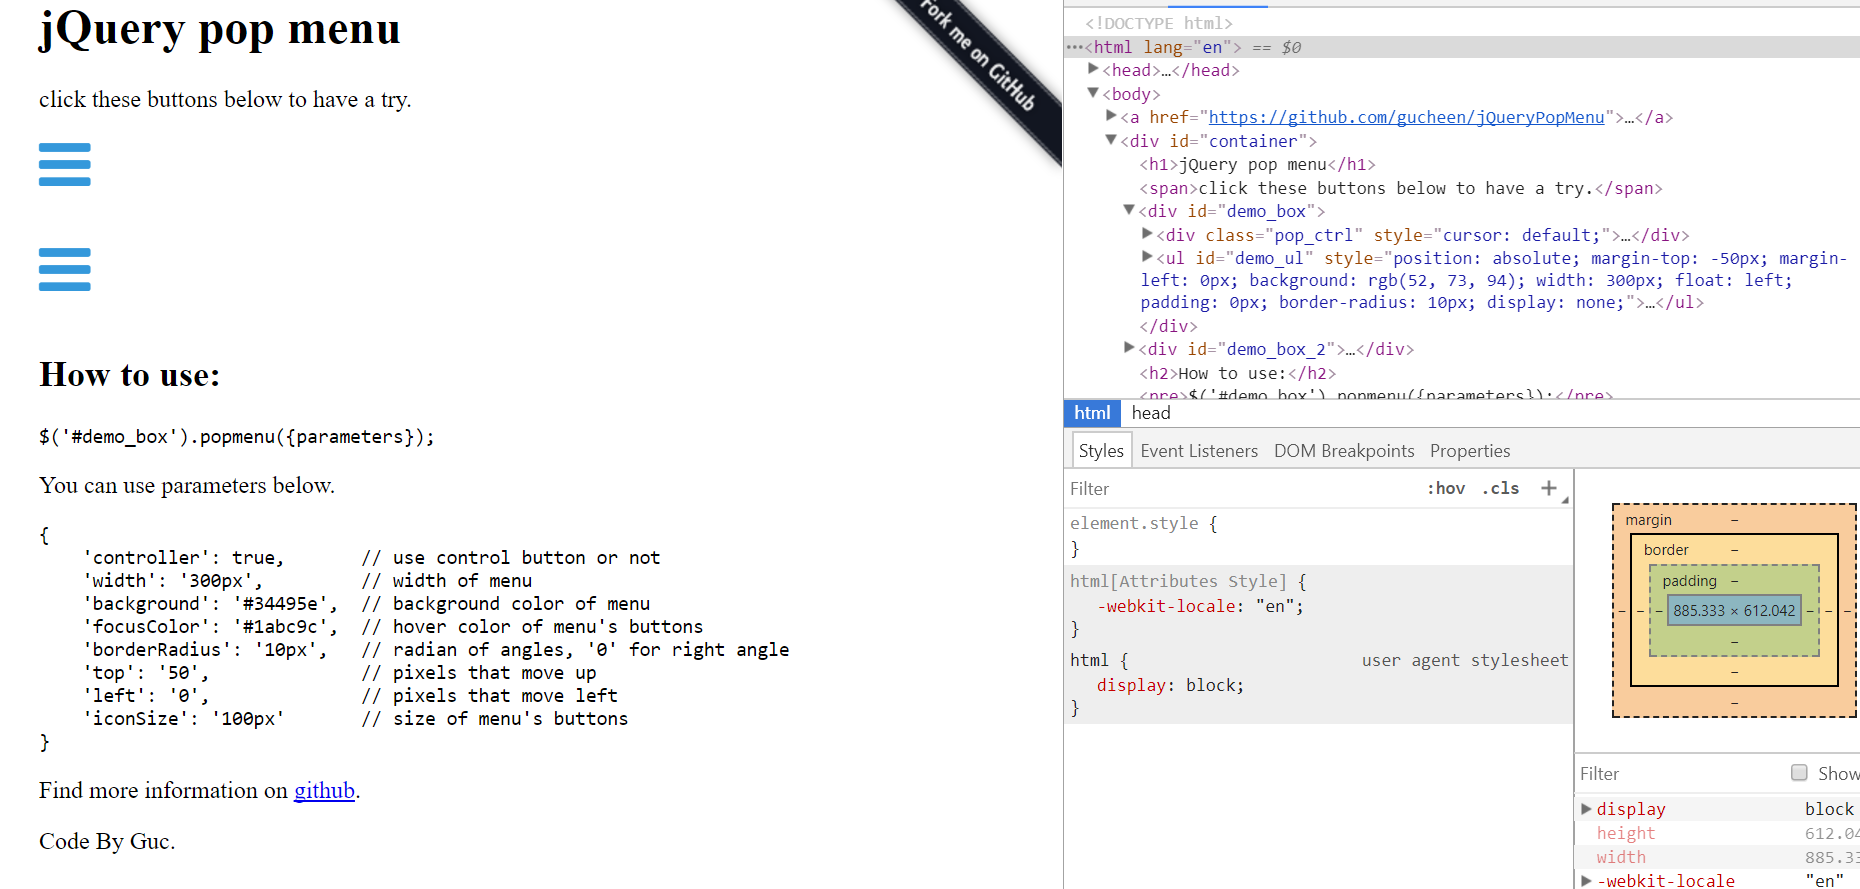 jQuery pop menu
click these buttons below to have a try.
Fork me on GitHub
How to use:
$('#demo_box').popmenu({parameters});
You can use parameters below.
{
    'controller': true,       // use control button or not
    'width': '300px',         // width of menu
    'background': '#34495e',  // background color of menu
    'focusColor': '#1abc9c',  // hover color of menu's buttons
    'borderRadius': '10px',   // radian of angles, '0' for right angle
    'top': '50',              // pixels that move up
    'left': '0',              // pixels that move left
    'iconSize': '100px'       // size of menu's buttons
}
Find more information on github.
Code By Guc.
<!DOCTYPE html>
…<html lang="en"> == $0
<head>…</head>
<body>
<a href="https://github.com/gucheen/jQueryPopMenu">…</a>
<div id="container">
<h1>jQuery pop menu</h1>
<span>click these buttons below to have a try.</span>
<div id="demo_box">
<div class="pop_ctrl" style="cursor: default;">…</div>
<ul id="demo_ul" style="position: absolute; margin-top: -50px; margin-
left: 0px; background: rgb(52, 73, 94); width: 300px; float: left;
padding: 0px; border-radius: 10px; display: none;">…</ul>
</div>
<div id="demo_box_2">…</div>
<h2>How to use:</h2>
<pre>$('#demo_box').popmenu({parameters});</pre>
html head
Styles Event Listeners DOM Breakpoints Properties
Filter :hov .cls +
element.style {
}
html[Attributes Style] {
-webkit-locale: "en";
}
html { user agent stylesheet
display: block;
}
margin –
border –
padding –
– – – 885.333 × 612.042 – – –
–
–
–
Filter Show
display block
height 612.04
width 885.33
-webkit-locale "en"